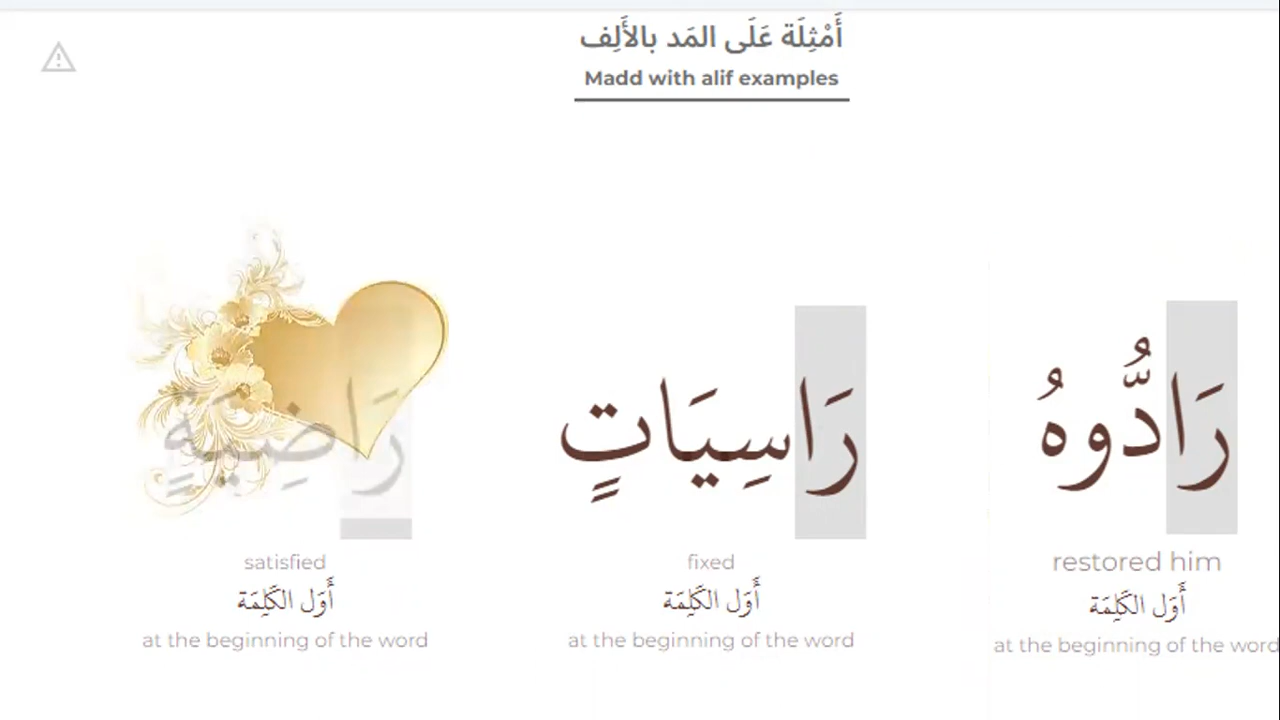 أَمْثِلَة عَلَى المَد بالأَلِف
Madd with alif examples
رَادُّوهُ
رَاسِيَاتٍ
رَاضِيَةٍ
restored him
fixed
satisfied
أَوَل الكَلِمَة
أَوَل الكَلِمَة
أَوَل الكَلِمَة
at the beginning of the word
at the beginning of the word
at the beginning of the word